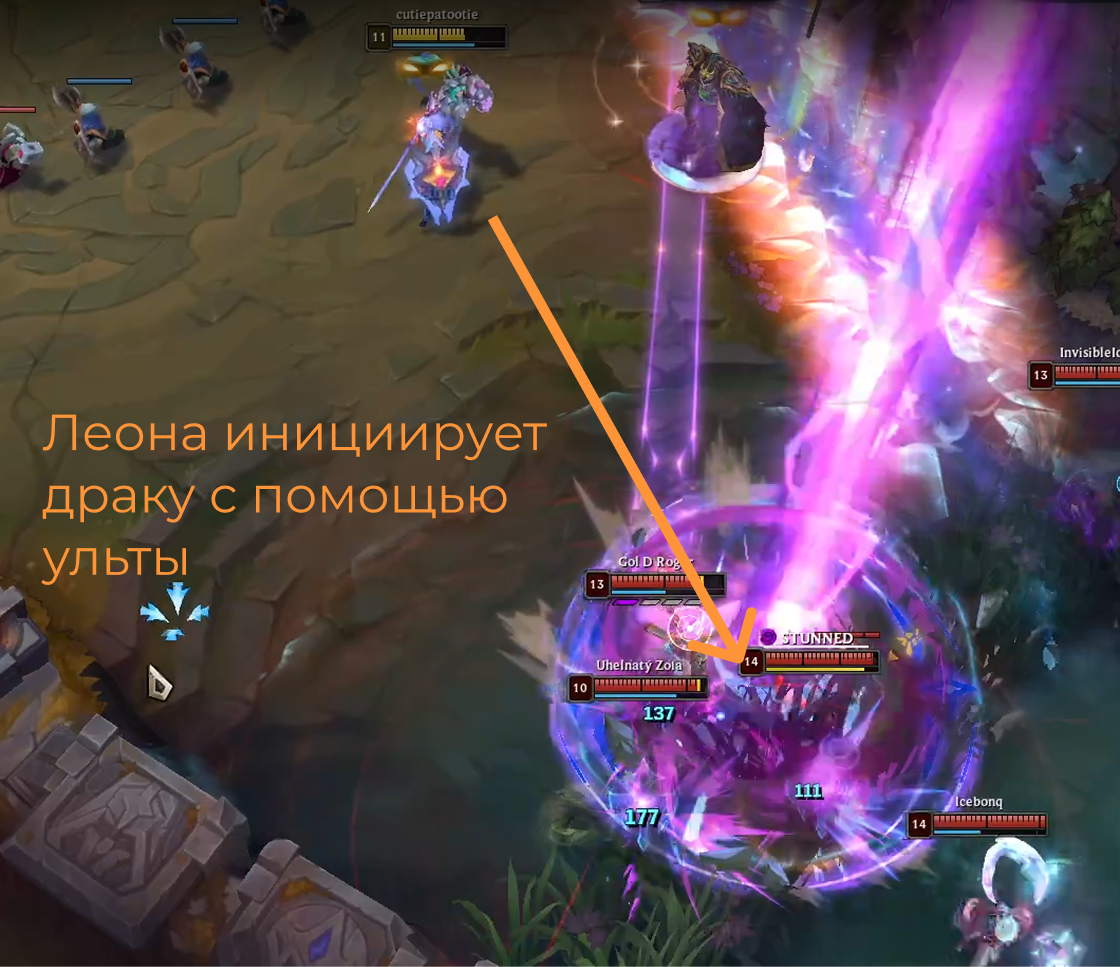 cutiepatootie
11
13
Леона инициирует
драку с помощью
ульты
Gol D Rog
13
STUNNED
14
Uhelnatý Zola
10
137
111
177
Icebonq
14